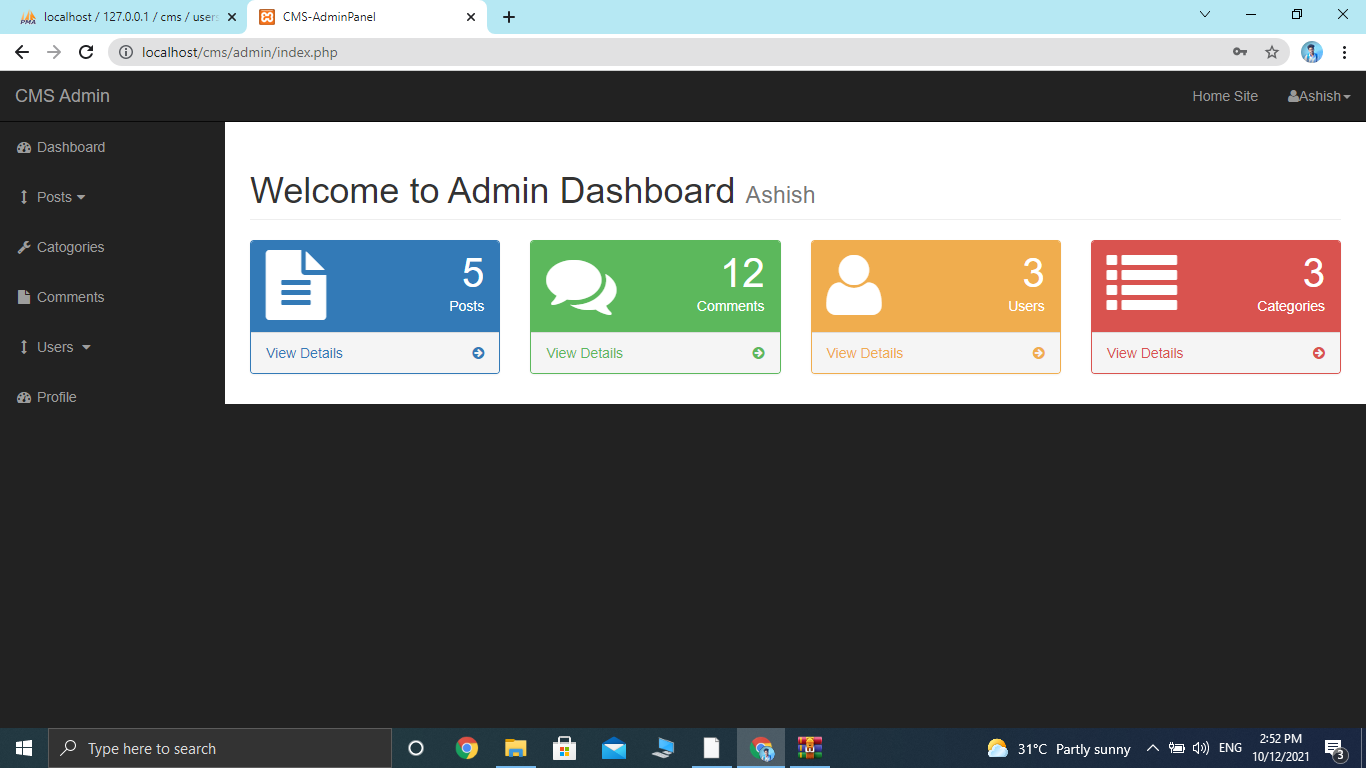 localhost / 127.0.0.1 / cms / users
CMS-AdminPanel
localhost/cms/admin/index.php
CMS Admin
Home Site
Ashish
Dashboard
Posts
Catogories
Comments
Users
Profile
Welcome to Admin Dashboard Ashish
5
Posts
View Details
12
Comments
View Details
3
Users
View Details
3
Categories
View Details
Type here to search
31°C Partly sunny
ENG
2:52 PM
10/12/2021
3